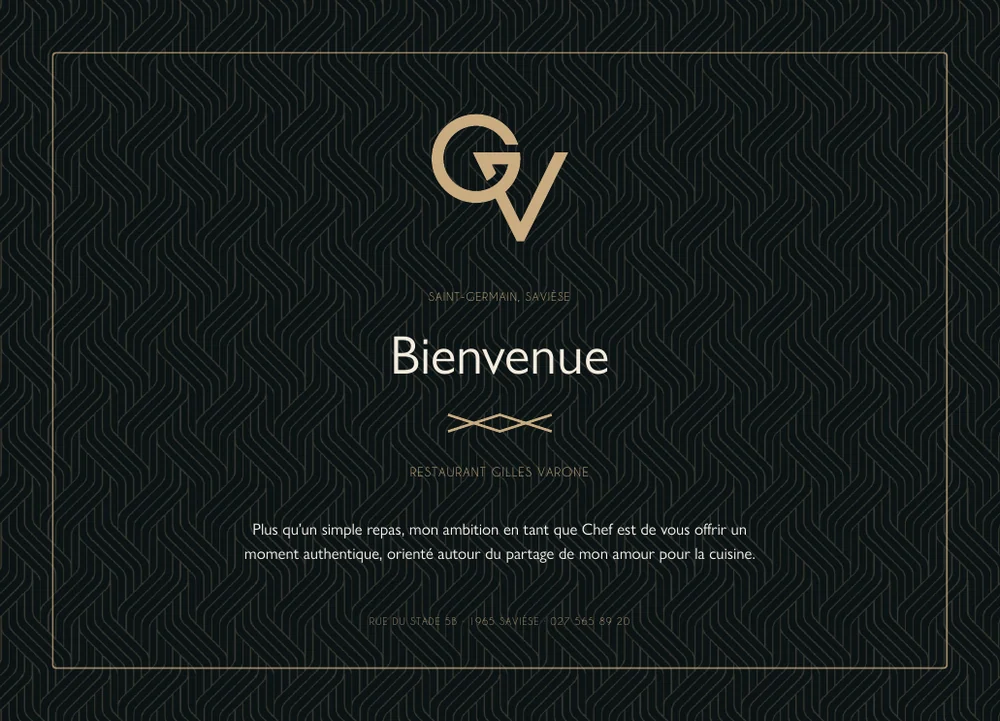 GV
SAINT-GERMAIN, SAVIÈSE
Bienvenue
RESTAURANT GILLES VARONE
Plus qu'un simple repas, mon ambition en tant que Chef est de vous offrir un
moment authentique, orienté autour du partage de mon amour pour la cuisine.
RUE DU STADE 5B - 1965 SAVIÈSE - 027 565 89 20